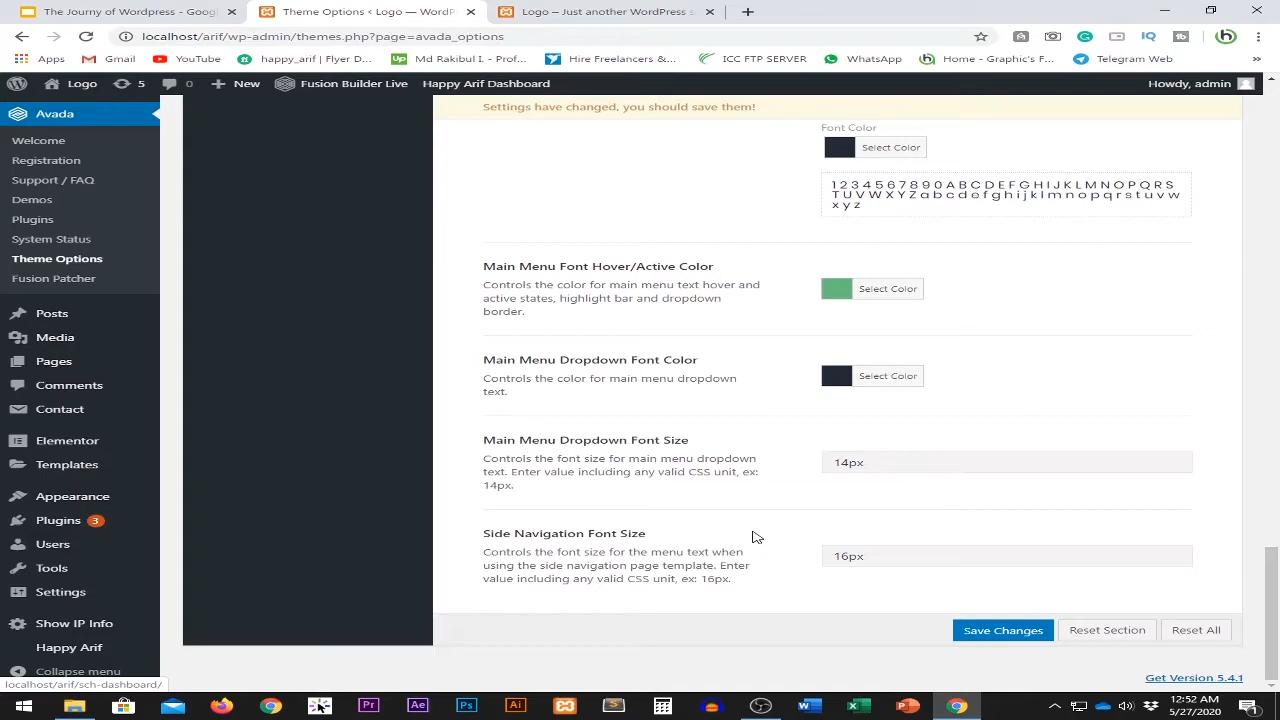 The Journy of Wordpress - Googl
Theme Options < Logo — WordP
Logo – Just another WordPress s
localhost/arif/wp-admin/themes.php?page=avada_options
Apps
Gmail
YouTube
happy_arif | Flyer D...
Md Rakibul I. - Prof...
Hire Freelancers &...
ICC FTP SERVER
WhatsApp
Home - Graphic's F...
Telegram Web
»
Logo
5
0
New
Fusion Builder Live
Happy Arif Dashboard
Howdy, admin
Avada
Welcome
Registration
Support / FAQ
Demos
Plugins
System Status
Theme Options
Fusion Patcher
Posts
Media
Pages
Comments
Contact
Elementor
Templates
Appearance
Plugins 3
Users
Tools
Settings
Show IP Info
Happy Arif
Collapse menu
localhost/arif/sch-dashboard/
Settings have changed, you should save them!
Font Color
Select Color
1234567890ABCDEFGHIJKLMNOPQRS
TUVWXYZabcdefghijklmnopqrstuvw
xyz
Main Menu Font Hover/Active Color
Controls the color for main menu text hover and
active states, highlight bar and dropdown
border.
Select Color
Main Menu Dropdown Font Color
Controls the color for main menu dropdown
text.
Select Color
Main Menu Dropdown Font Size
Controls the font size for main menu dropdown
text. Enter value including any valid CSS unit, ex:
14px.
14px
Side Navigation Font Size
Controls the font size for the menu text when
using the side navigation page template. Enter
value including any valid CSS unit, ex: 16px.
16px
Save Changes
Reset Section
Reset All
Get Version 5.4.1
Pr
Ae
Ps
Ai
12:52 AM
5/27/2020
1